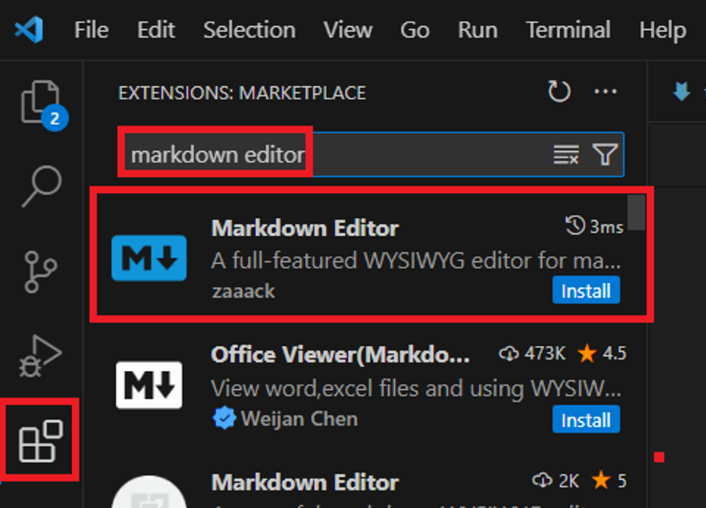 File Edit Selection View Go Run Terminal Help
EXTENSIONS: MARKETPLACE
2
markdown editor
Markdown Editor 3ms
A full-featured WYSIWYG editor for ma...
zaaack Install
Office Viewer(Markdo... 473K 4.5
View word,excel files and using WYSIW...
Weijan Chen Install
Markdown Editor 2K 5